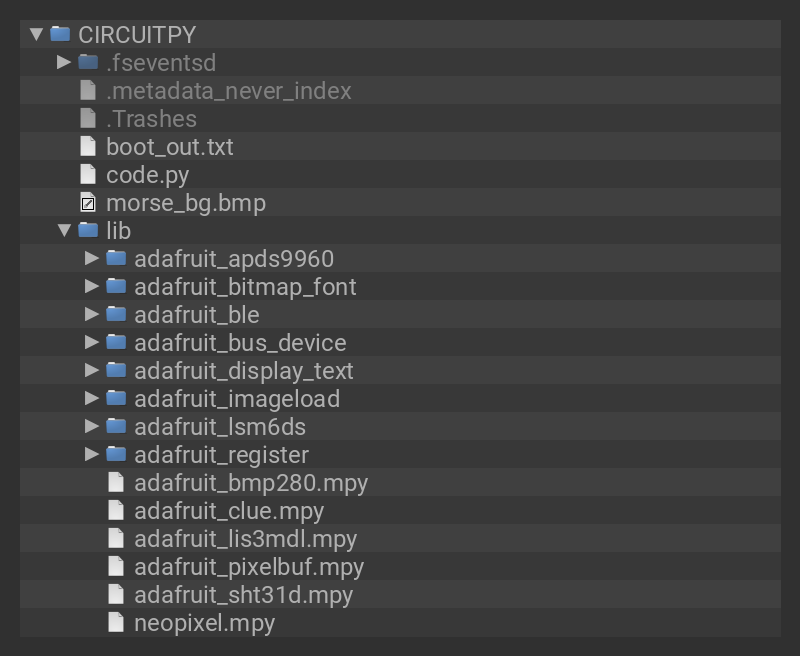 CIRCUITPY
.fseventsd
.metadata_never_index
.Trashes
boot_out.txt
code.py
morse_bg.bmp
lib
adafruit_apds9960
adafruit_bitmap_font
adafruit_ble
adafruit_bus_device
adafruit_display_text
adafruit_imageload
adafruit_lsm6ds
adafruit_register
adafruit_bmp280.mpy
adafruit_clue.mpy
adafruit_lis3mdl.mpy
adafruit_pixelbuf.mpy
adafruit_sht31d.mpy
neopixel.mpy